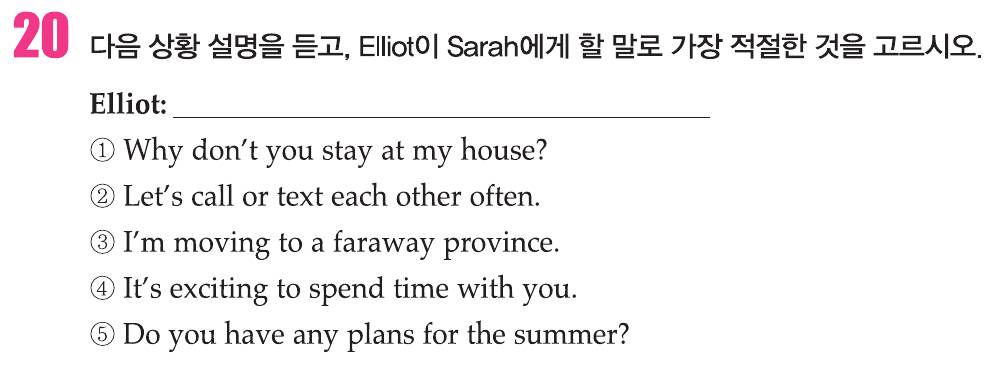 20 다음 상황 설명을 듣고, Elliot이 Sarah에게 할 말로 가장 적절한 것을 고르시오.
Elliot: 
① Why don't you stay at my house?
② Let's call or text each other often.
③ I'm moving to a faraway province.
④ It's exciting to spend time with you.
⑤ Do you have any plans for the summer?